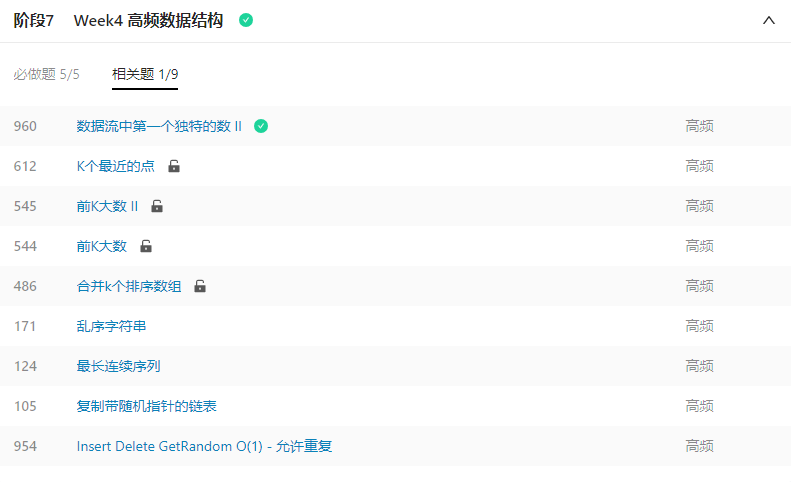 阶段7 Week4 高频数据结构
必做题 5/5 相关题 1/9
960 数据流中第一个独特的数 II 高频
612 K个最近的点 高频
545 前K大数 II 高频
544 前K大数 高频
486 合并k个排序数组 高频
171 乱序字符串 高频
124 最长连续序列 高频
105 复制带随机指针的链表 高频
954 Insert Delete GetRandom O(1) - 允许重复 高频